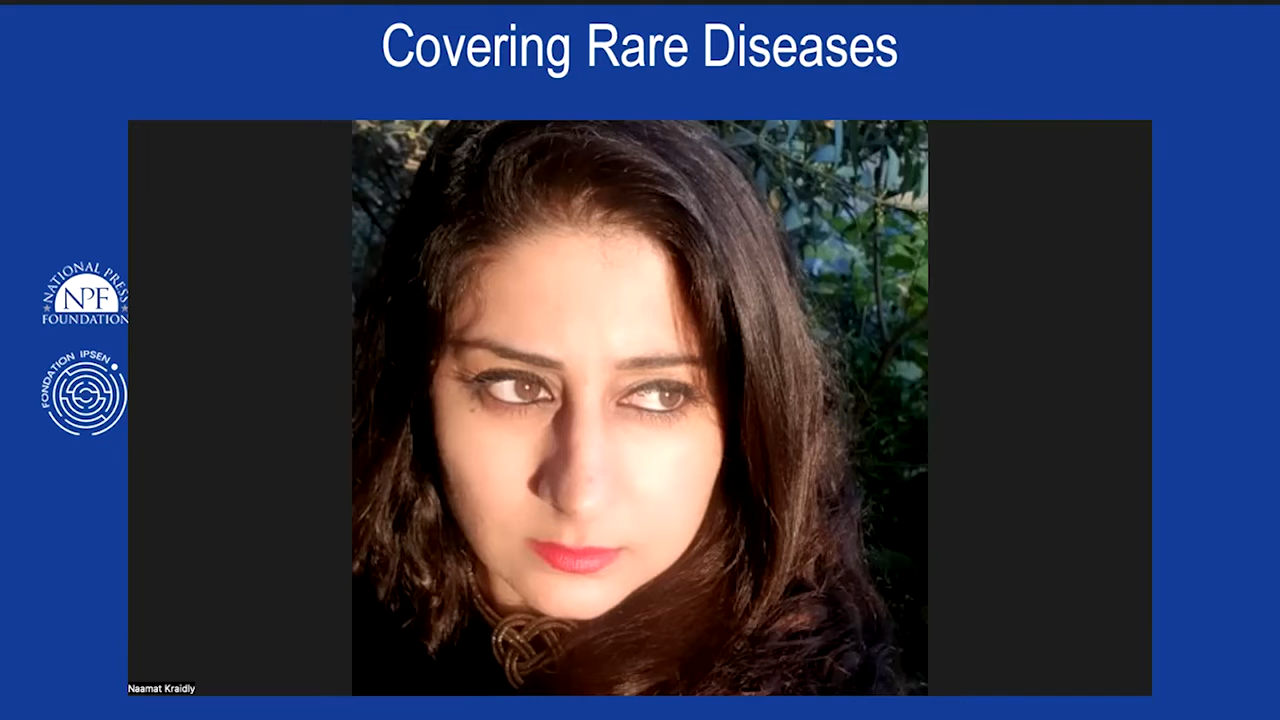 Covering Rare Diseases
NATIONAL PRESS
NPF
FOUNDATION
FONDATION IPSEN
Naamat Kraidly